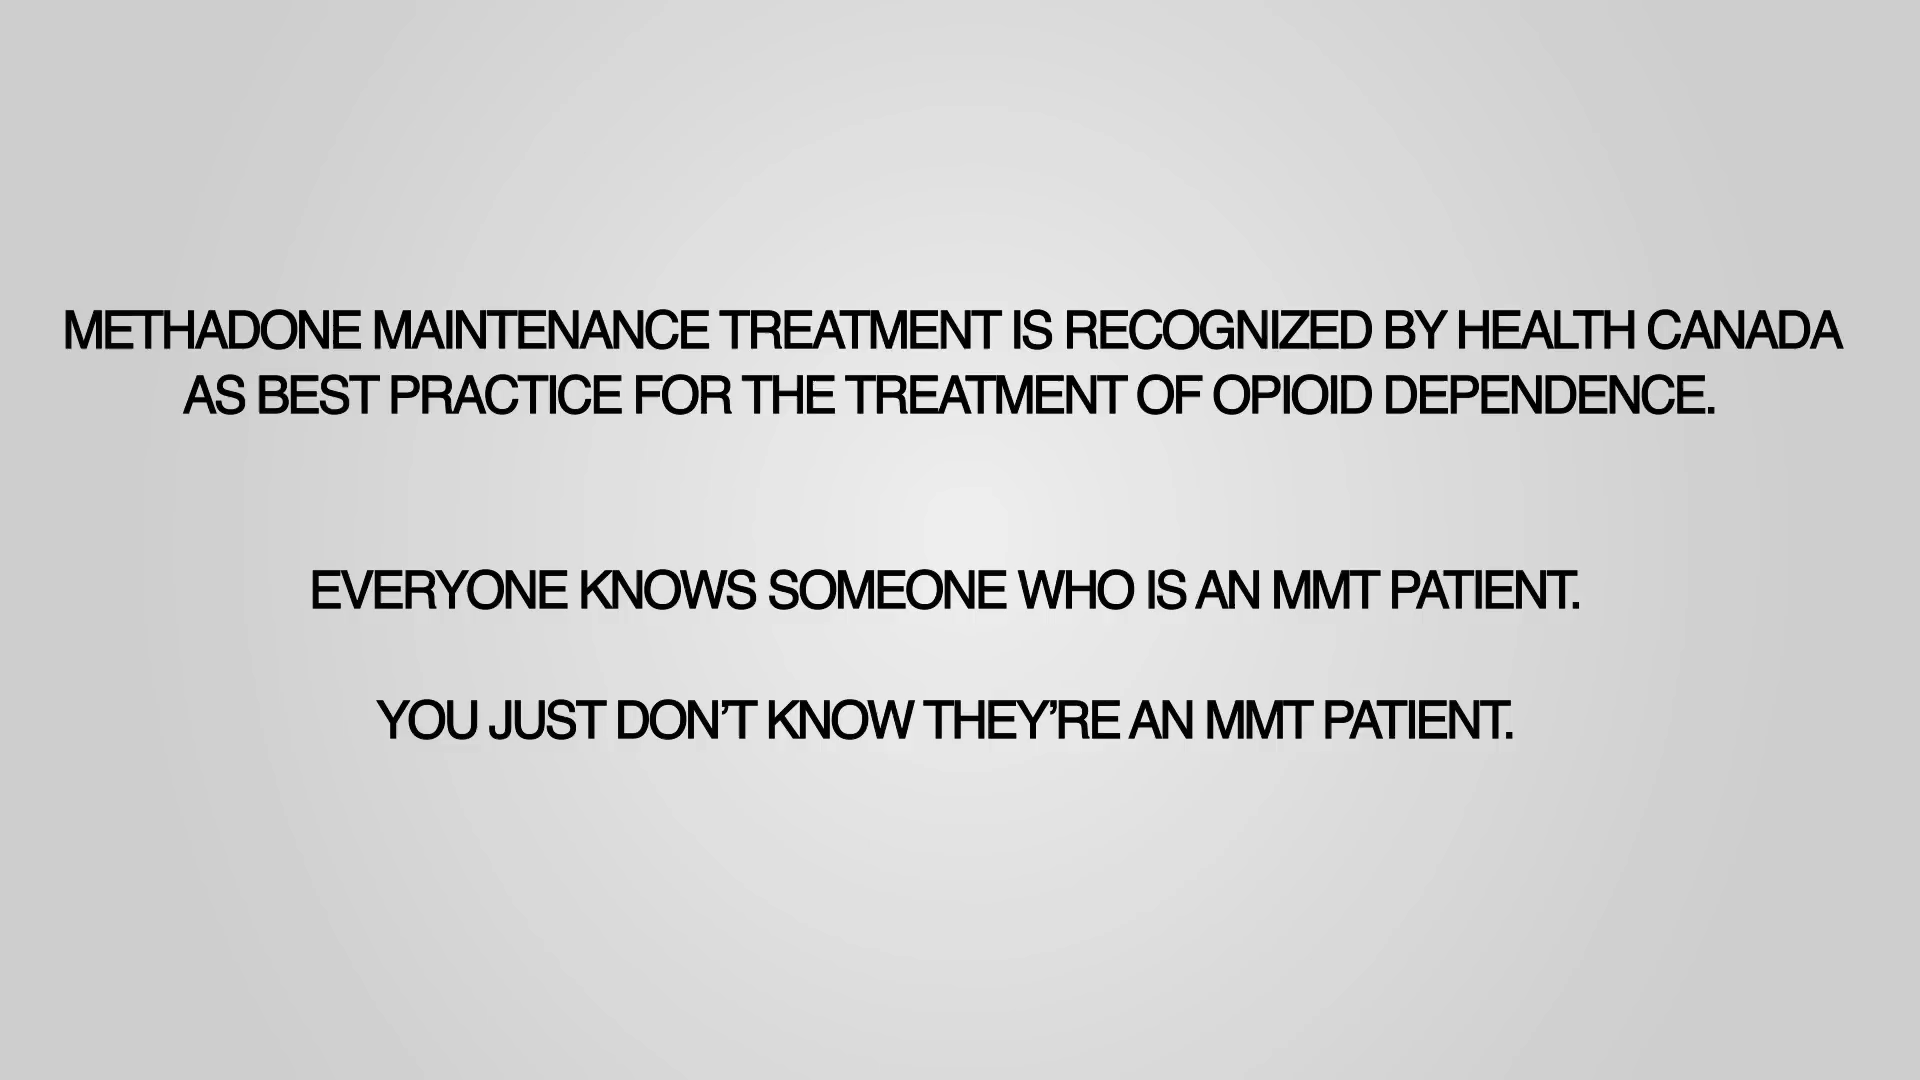 METHADONE MAINTENANCE TREATMENT IS RECOGNIZED BY HEALTH CANADA
AS BEST PRACTICE FOR THE TREATMENT OF OPIOID DEPENDENCE.
EVERYONE KNOWS SOMEONE WHO IS AN MMT PATIENT.
YOU JUST DON’T KNOW THEY’RE AN MMT PATIENT.